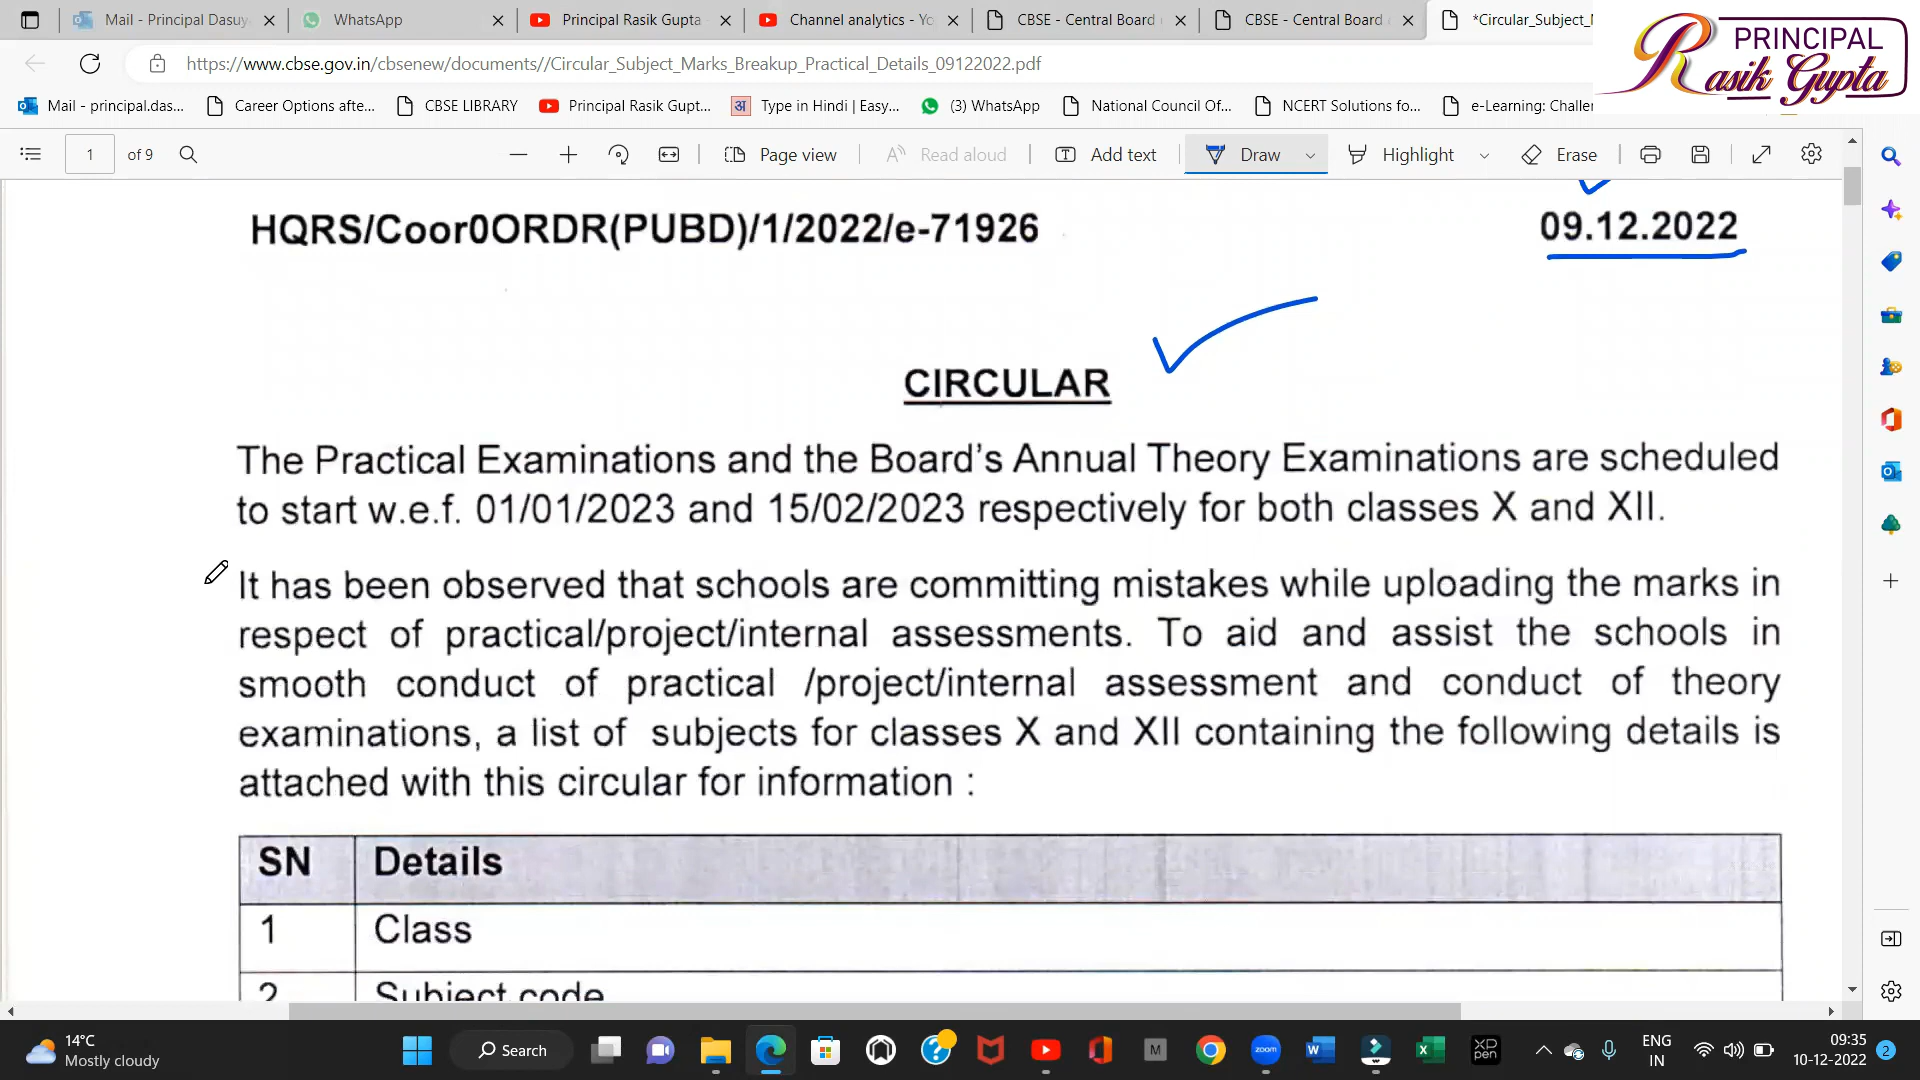 Mail - Principal Dasuy
WhatsApp
Principal Rasik Gupta
Channel analytics - Yo
CBSE - Central Board
CBSE - Central Board
*Circular_Subject_
PRINCIPAL
Rasik Gupta
https://www.cbse.gov.in/cbsenew/documents//Circular_Subject_Marks_Breakup_Practical_Details_09122022.pdf
Mail - principal.das...
Career Options afte...
CBSE LIBRARY
Principal Rasik Gupt...
अ
Type in Hindi | Easy...
(3) WhatsApp
National Council Of...
NCERT Solutions fo...
e-Learning: Challer
1 of 9
Page view
Read aloud
Add text
Draw
Highlight
Erase
HQRS/Coor0ORDR(PUBD)/1/2022/e-71926
09.12.2022
CIRCULAR
The Practical Examinations and the Board's Annual Theory Examinations are scheduled
to start w.e.f. 01/01/2023 and 15/02/2023 respectively for both classes X and XII.
It has been observed that schools are committing mistakes while uploading the marks in
respect of practical/project/internal assessments. To aid and assist the schools in
smooth conduct of practical /project/internal assessment and conduct of theory
examinations, a list of subjects for classes X and XII containing the following details is
attached with this circular for information :
SN Details
1 Class
2 Subject code
14°C
Mostly cloudy
Search
zoom
M
XD
pen
ENG
IN
09:35
10-12-2022
2